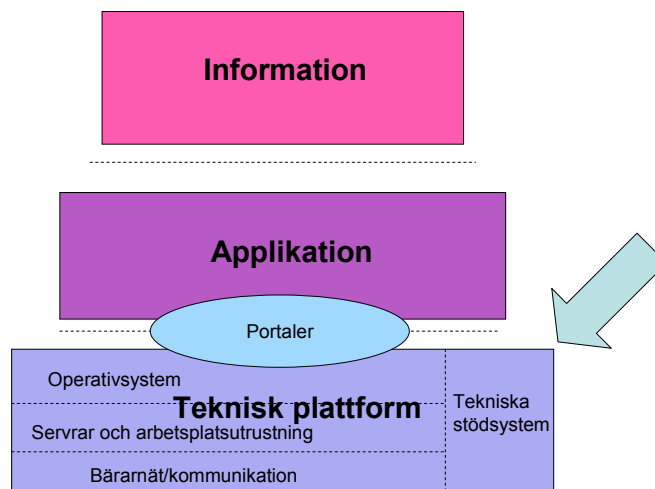 Information
Applikation
Portaler
Operativsystem
Teknisk plattform
Tekniska
stödsystem
Servrar och arbetsplatsutrustning
Bärarnät/kommunikation